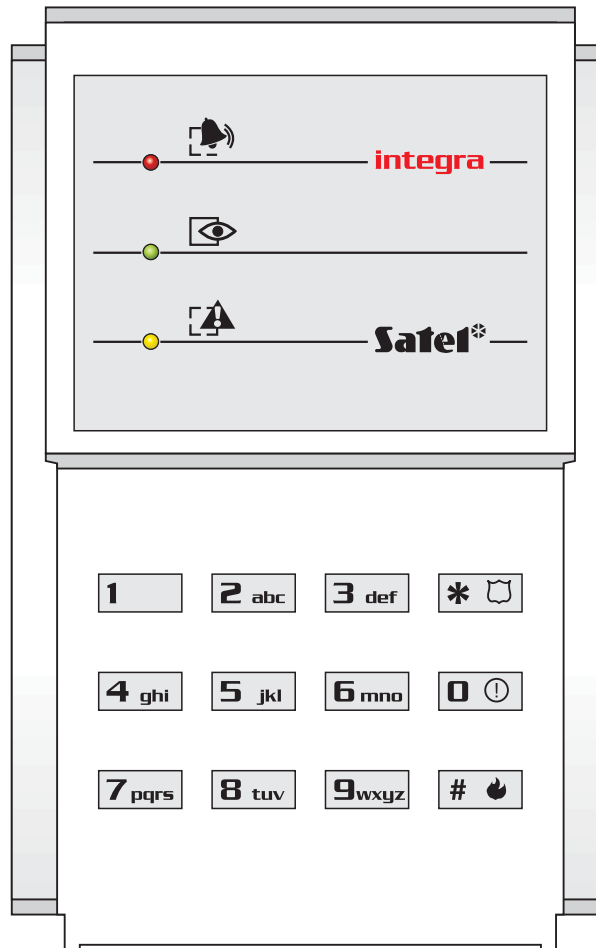 integra
Satel
1 2 abc 3 def *
4 ghi 5 jkl 6 mno 0 !
7 pqrs 8 tuv 9 wxyz #